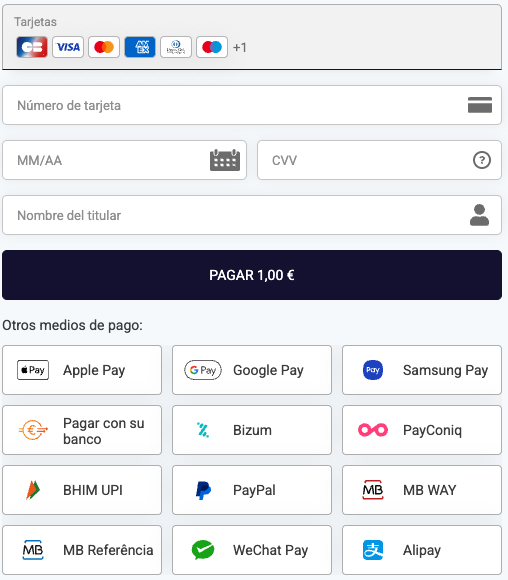 Tarjetas
CB VISA AMEX +1
Número de tarjeta
MM/AA
CVV
?
Nombre del titular
PAGAR 1,00 €
Otros medios de pago:
Pay Apple Pay
G Pay Google Pay
Pay Samsung Pay
€ Pagar con su
banco
Bizum
PayConiq
BHIM UPI
PayPal
MB MB WAY
MB MB Referência
WeChat Pay
支 Alipay